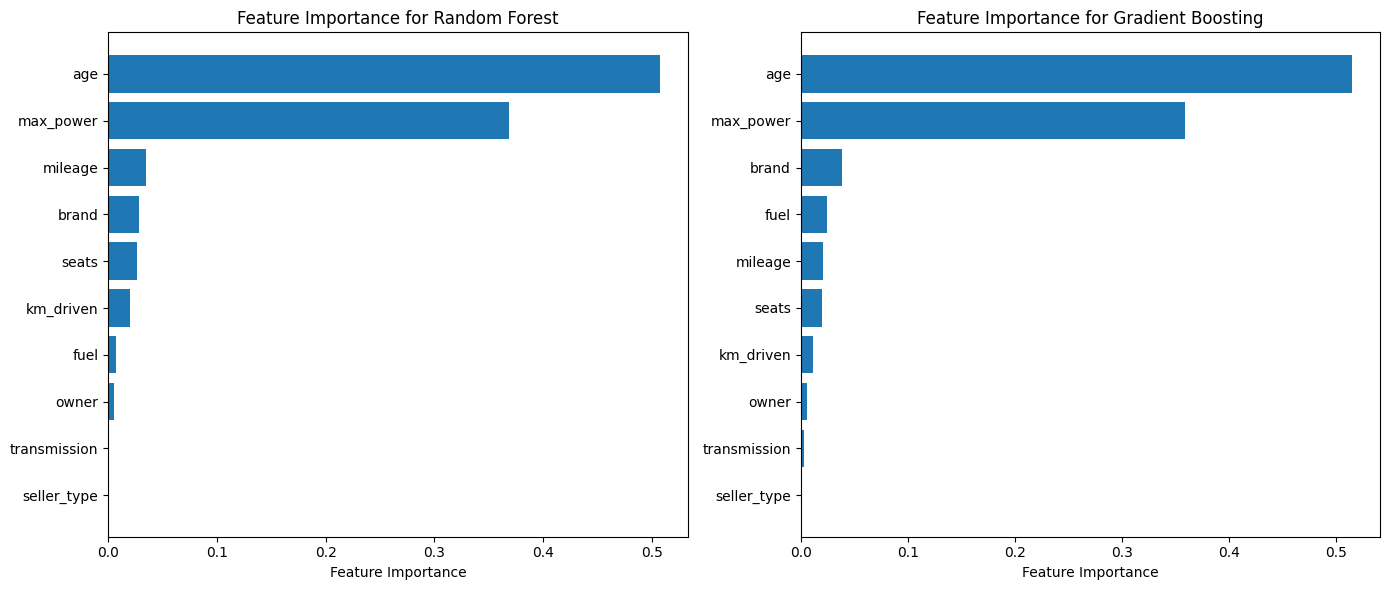 Feature Importance for Random Forest
age
max_power
mileage
brand
seats
km_driven
fuel
owner
transmission
seller_type
0.0 0.1 0.2 0.3 0.4 0.5
Feature Importance
Feature Importance for Gradient Boosting
age
max_power
brand
fuel
mileage
seats
km_driven
owner
transmission
seller_type
0.0 0.1 0.2 0.3 0.4 0.5
Feature Importance